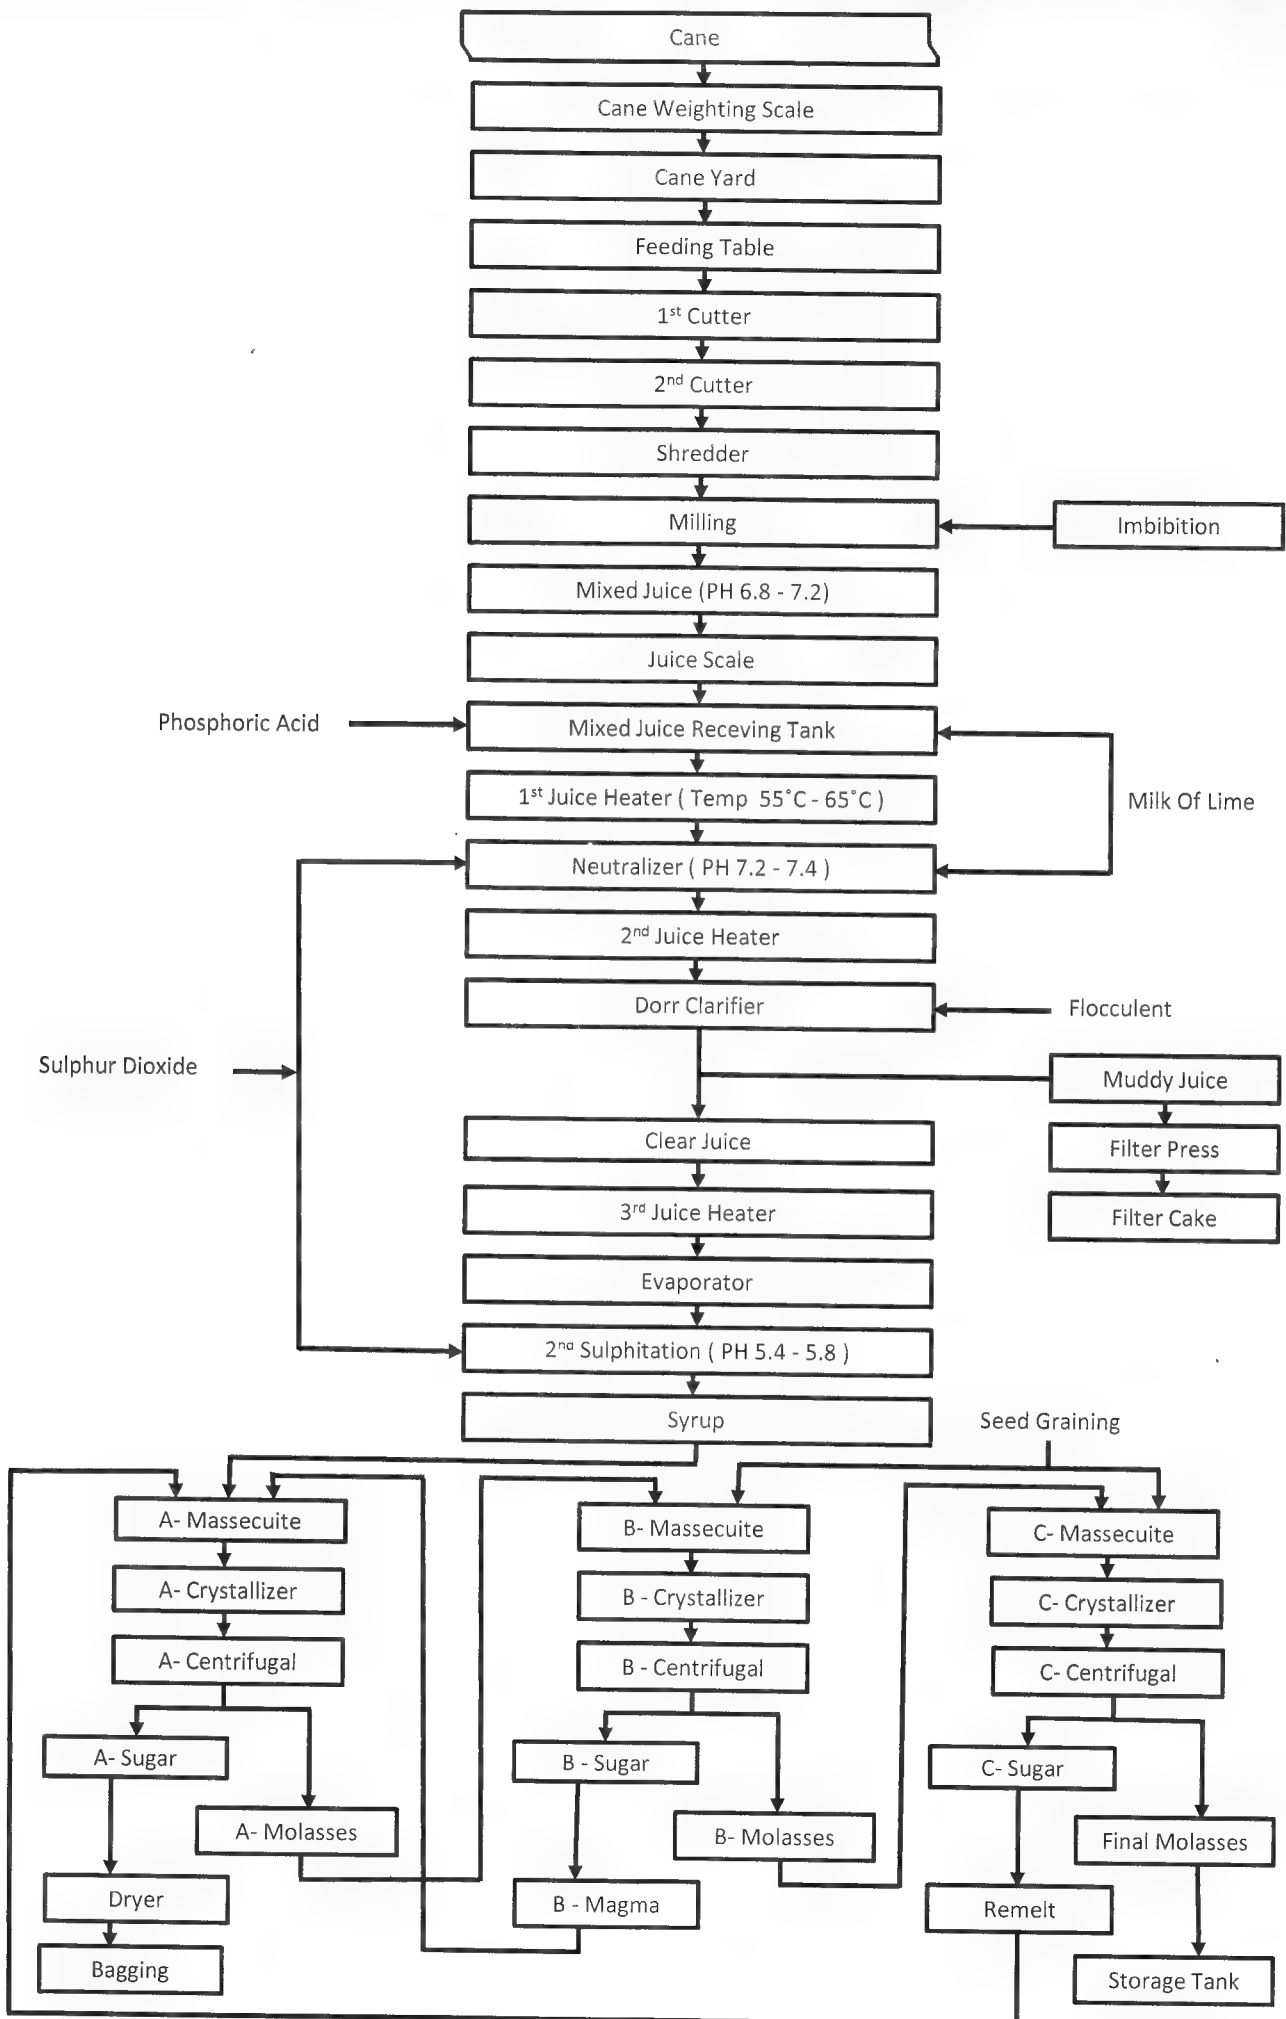 Cane
Cane Weighting Scale
Cane Yard
Feeding Table
1st Cutter
2nd Cutter
Shredder
Milling
Imbibition
Mixed Juice (PH 6.8 - 7.2)
Juice Scale
Phosphoric Acid
Mixed Juice Receving Tank
1st Juice Heater ( Temp 55°C - 65°C )
Milk Of Lime
Neutralizer ( PH 7.2 - 7.4 )
2nd Juice Heater
Dorr Clarifier
Flocculent
Sulphur Dioxide
Muddy Juice
Clear Juice
Filter Press
3rd Juice Heater
Filter Cake
Evaporator
2nd Sulphitation ( PH 5.4 - 5.8 )
Syrup
Seed Graining
A- Massecuite
B- Massecuite
C- Massecuite
A- Crystallizer
B - Crystallizer
C- Crystallizer
A- Centrifugal
B - Centrifugal
C- Centrifugal
A- Sugar
B - Sugar
C- Sugar
A- Molasses
B- Molasses
Final Molasses
Dryer
B - Magma
Remelt
Bagging
Storage Tank